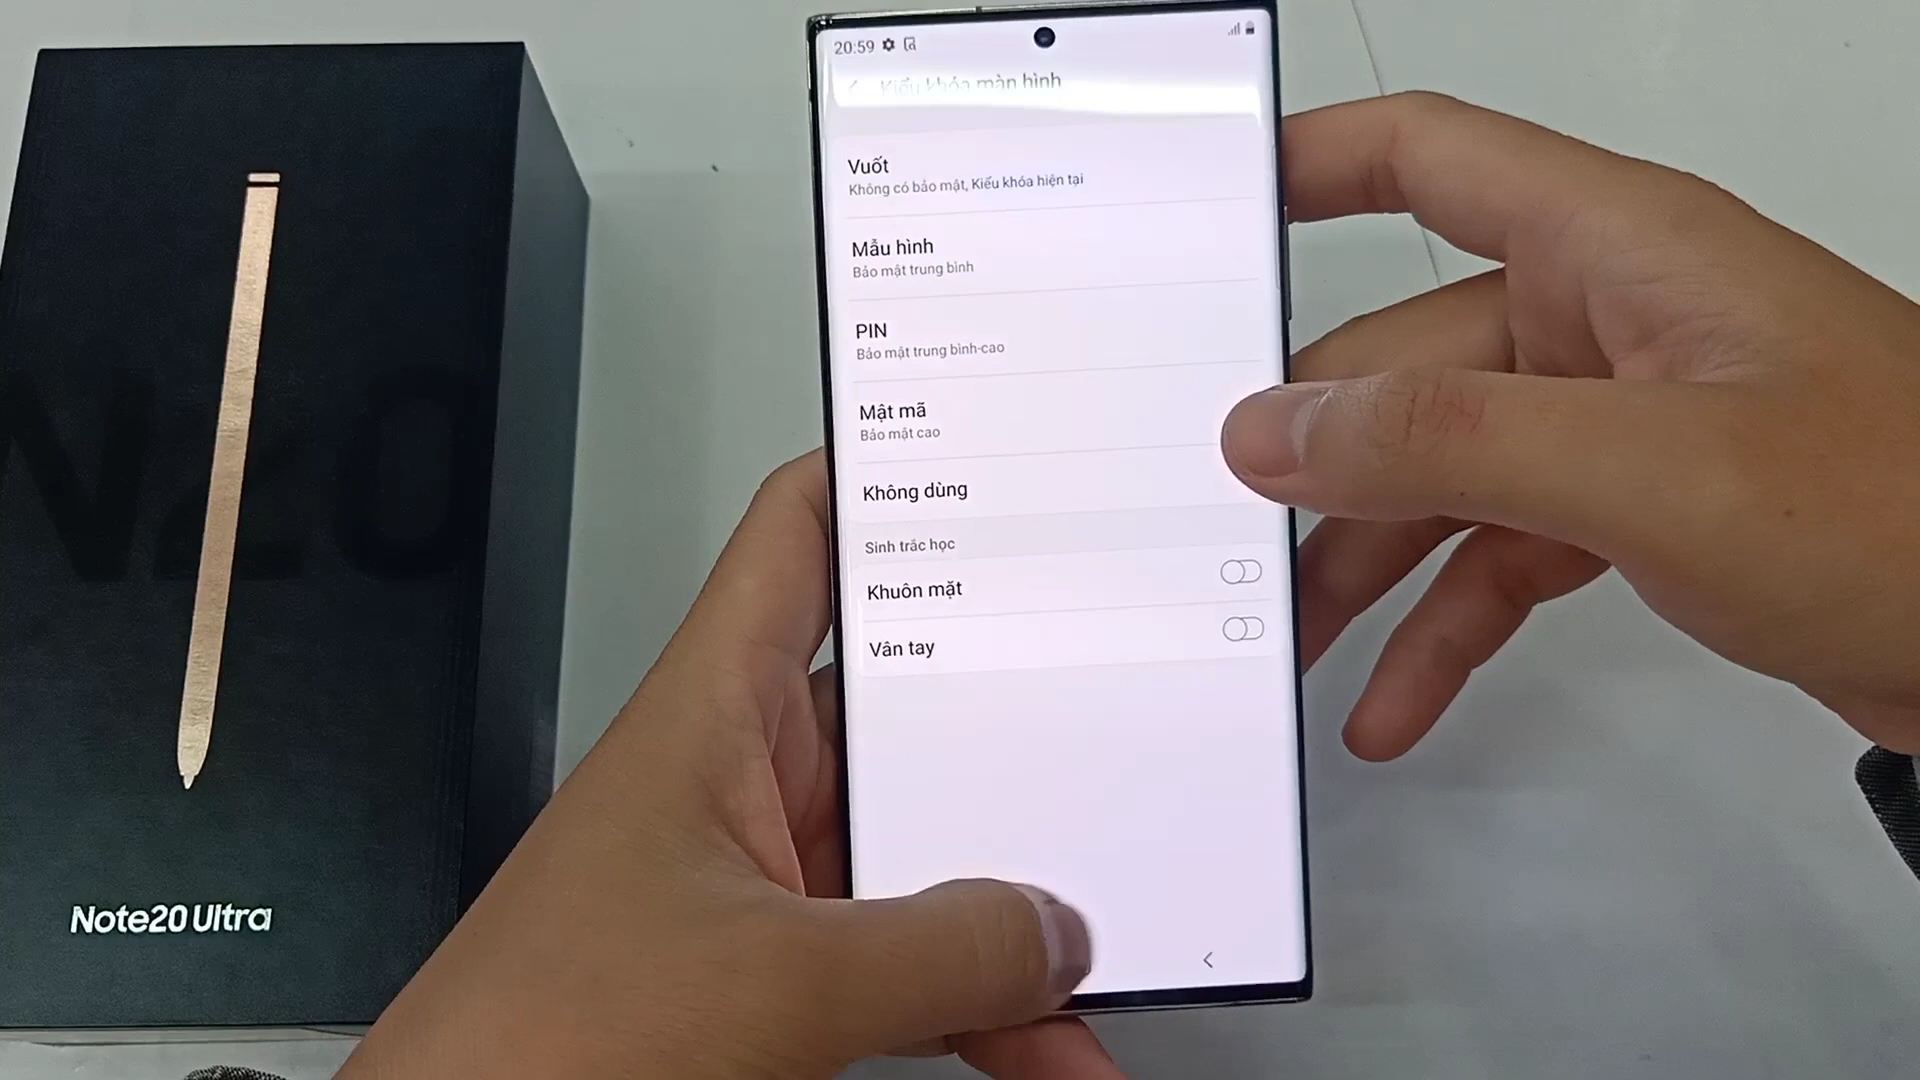 N20
Note20 Ultra
20:59
Kiểu khóa màn hình
Vuốt
Không có bảo mật, Kiểu khóa hiện tại
Mẫu hình
Bảo mật trung bình
PIN
Bảo mật trung bình-cao
Mật mã
Bảo mật cao
Không dùng
Sinh trắc học
Khuôn mặt
Vân tay